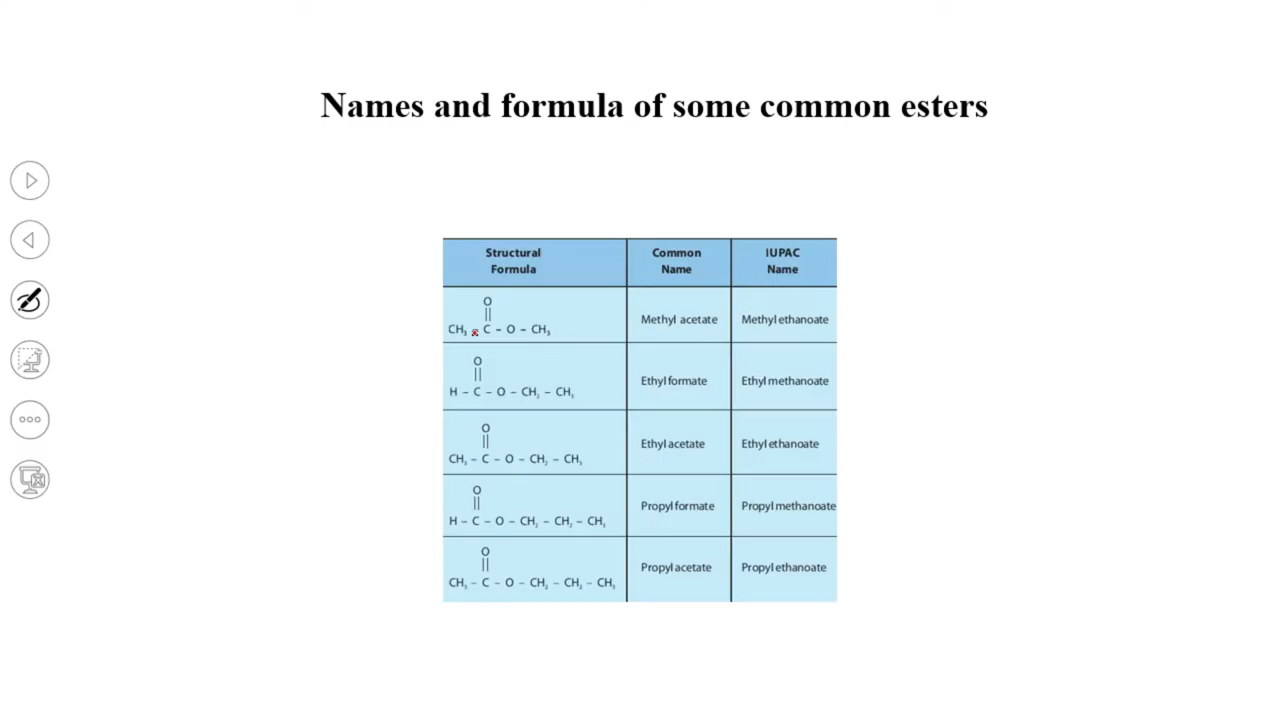 Names and formula of some common esters
Structural Formula
Common Name
IUPAC Name
O
||
CH₃ - C - O - CH₃
Methyl acetate
Methyl ethanoate
O
||
H - C - O - CH₂ - CH₃
Ethyl formate
Ethyl methanoate
O
||
CH₃ - C - O - CH₂ - CH₃
Ethyl acetate
Ethyl ethanoate
O
||
H - C - O - CH₂ - CH₂ - CH₃
Propyl formate
Propyl methanoate
O
||
CH₃ - C - O - CH₂ - CH₂ - CH₃
Propyl acetate
Propyl ethanoate